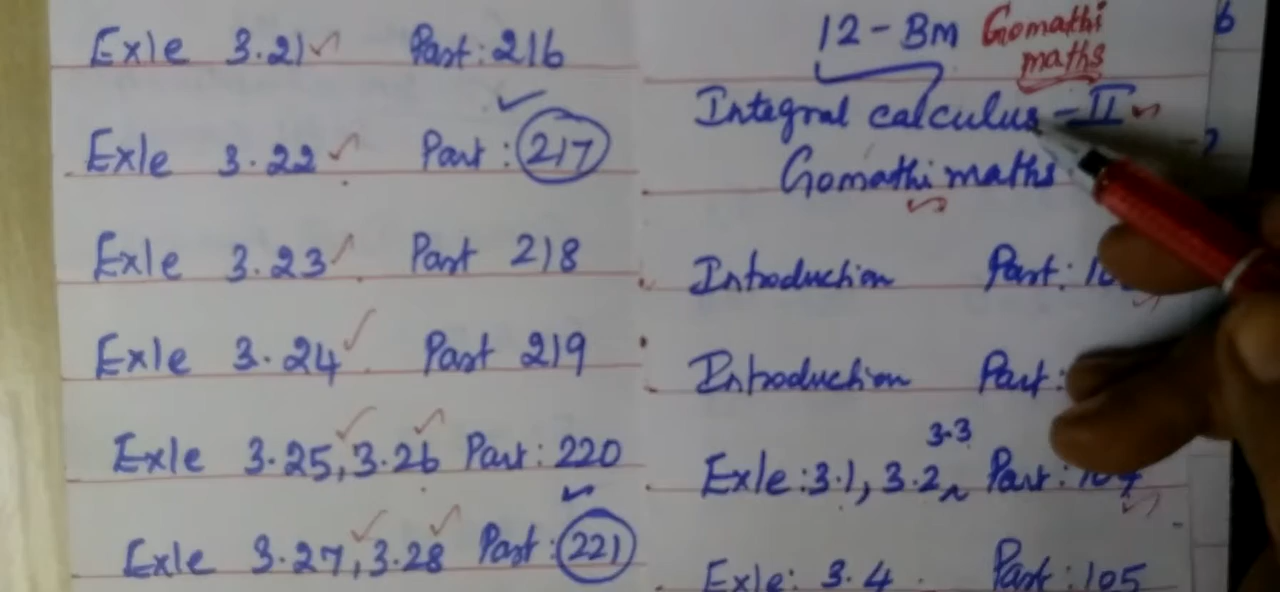 Exle 3.21 Part: 216
Exle 3.22 Part: 217
Exle 3.23 Part 218
Exle 3.24 Part 219
Exle 3.25, 3.26 Part: 220
Exle 3.27, 3.28 Part: 221
12 - BM Gomathi
maths
Integral calculus - II
Gomathi maths
Introduction Part:
Introduction Part:
3.3
Exle: 3.1, 3.2 Part: 104
Exle: 3.4 Part: 105